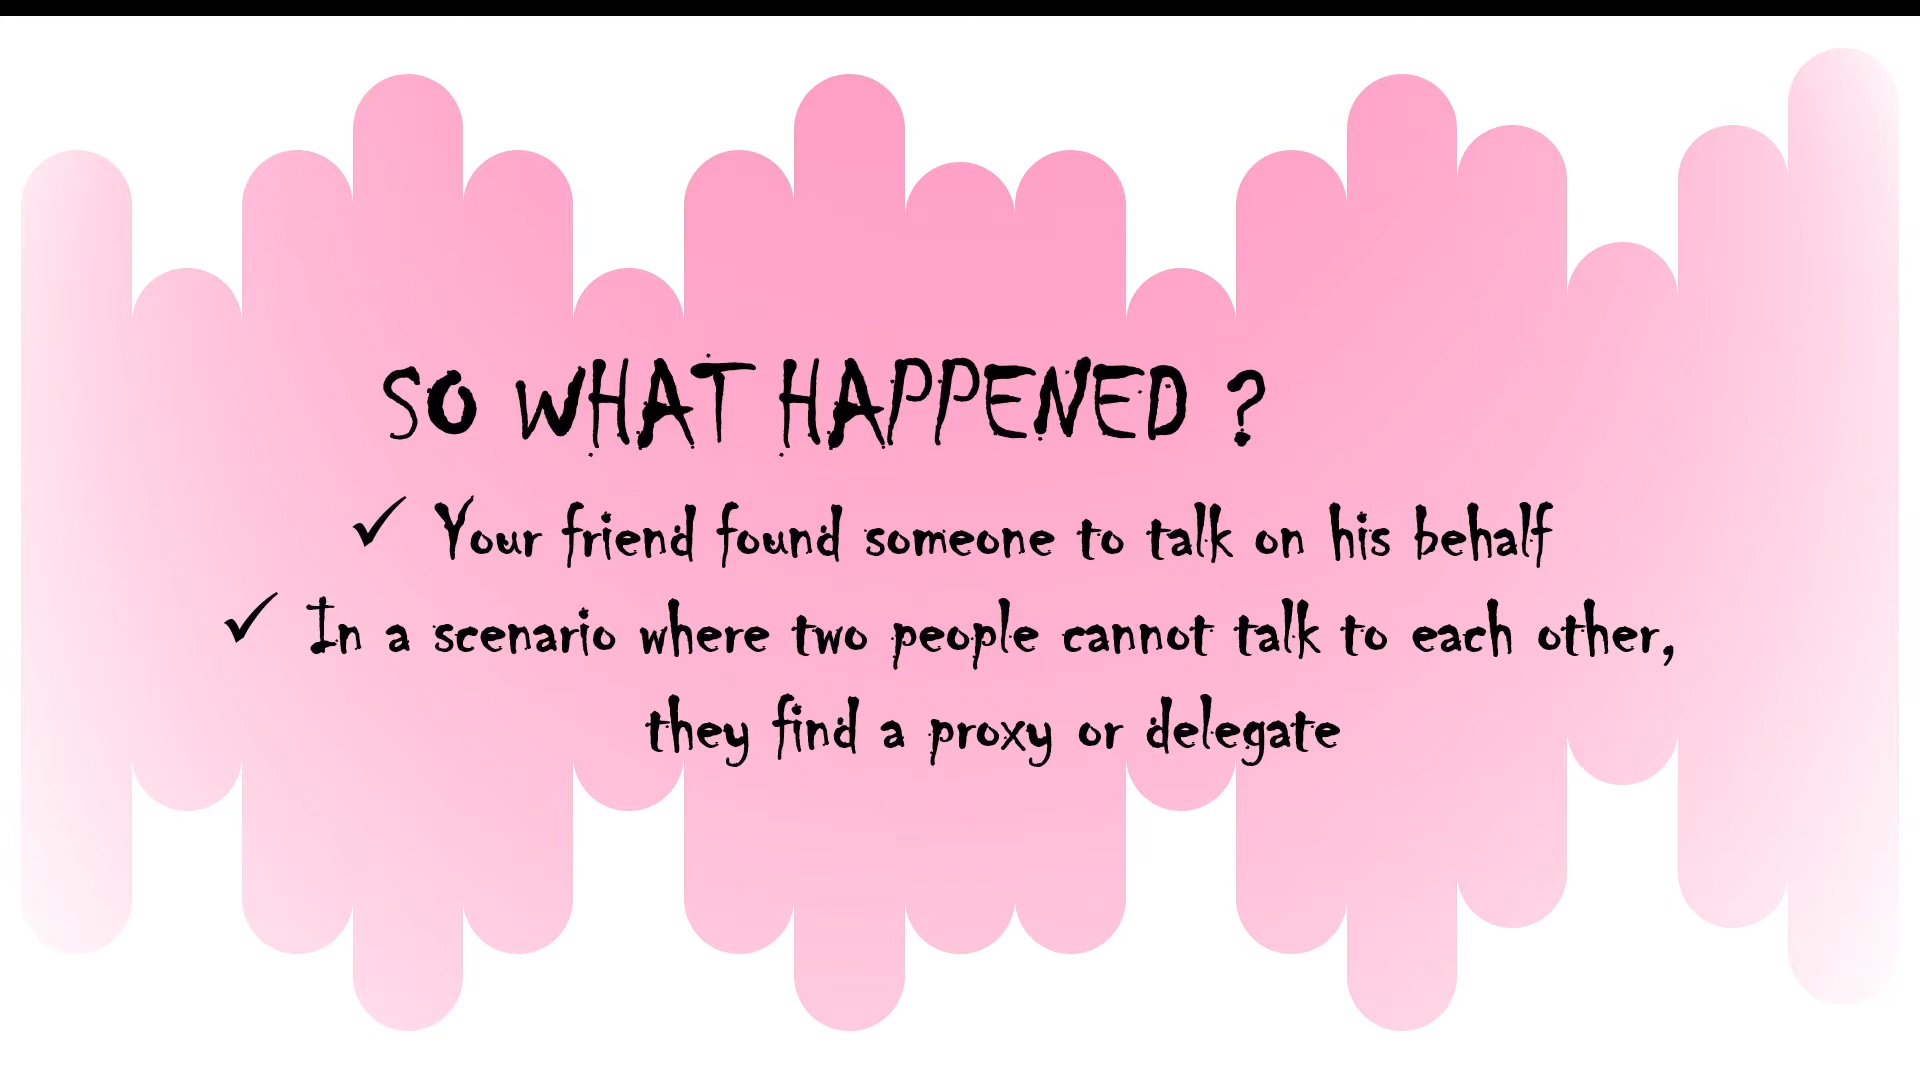 SO WHAT HAPPENED ?
✓ Your friend found someone to talk on his behalf
✓ In a scenario where two people cannot talk to each other,
they find a proxy or delegate